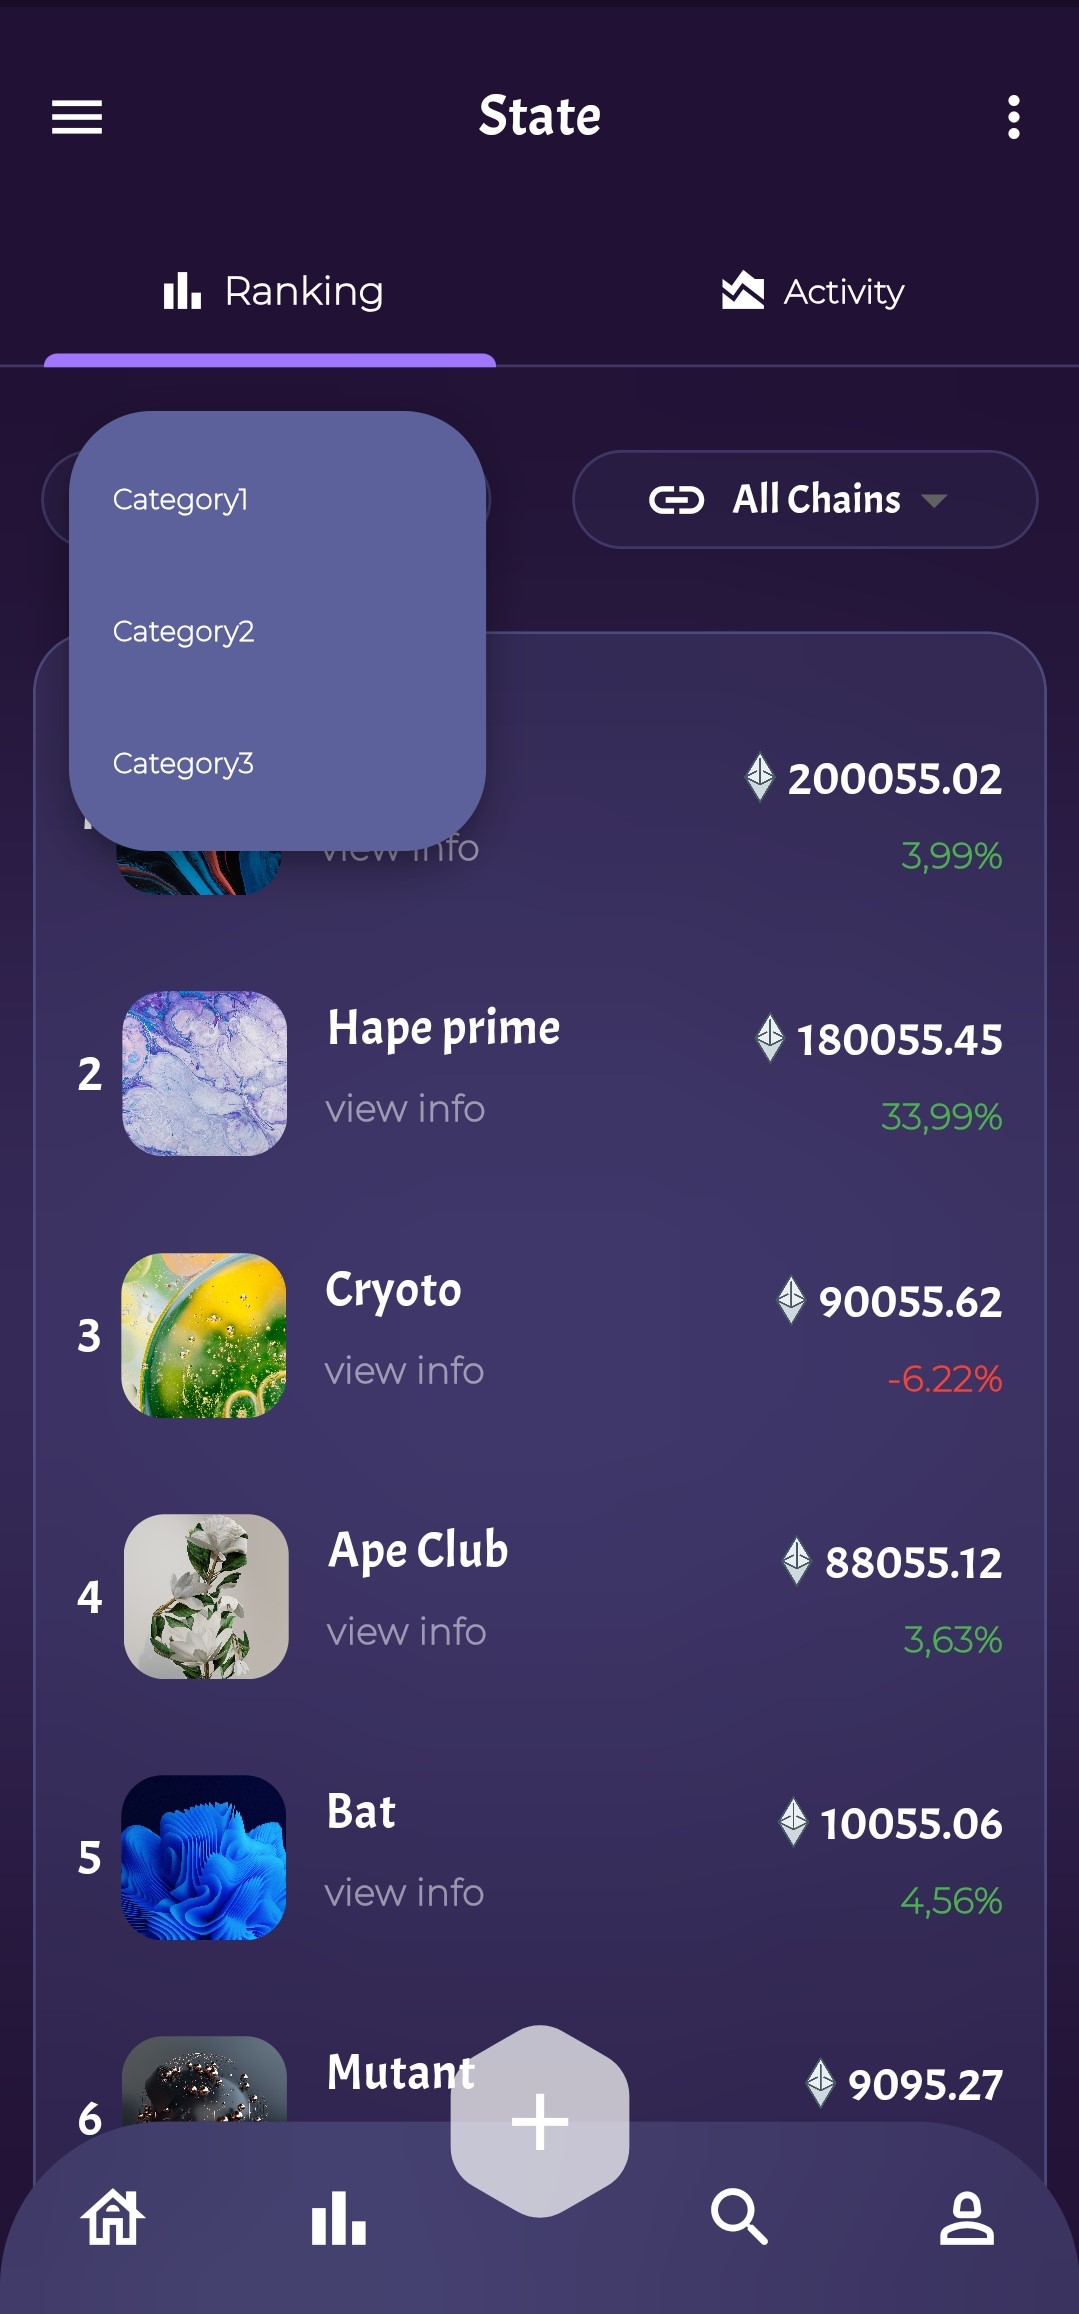 State
Ranking
Activity
Category1
All Chains
Category2
Category3
200055.02
view info
3,99%
2
Hape prime
180055.45
view info
33,99%
3
Cryoto
90055.62
view info
-6.22%
4
Ape Club
88055.12
view info
3,63%
5
Bat
10055.06
view info
4,56%
6
Mutant
9095.27